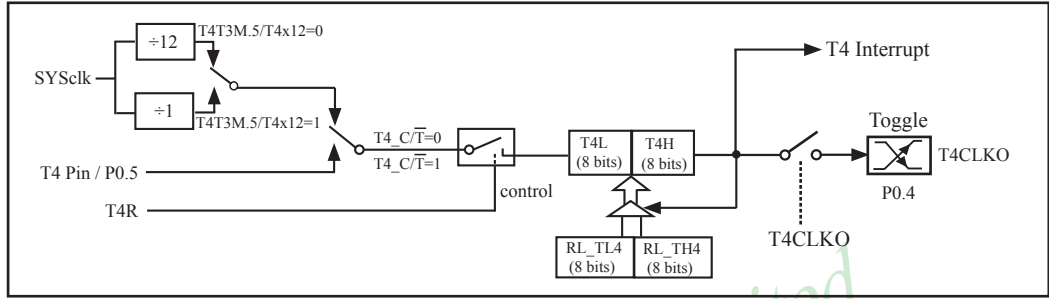 ÷12
T4T3M.5/T4x12=0
SYSclk
÷1
T4T3M.5/T4x12=1
T4_C/T̅=0
T4_C/T̅=1
T4 Pin / P0.5
T4R
control
T4L
(8 bits)
T4H
(8 bits)
T4 Interrupt
Toggle
T4CLKO
P0.4
T4CLKO
RL_TL4
(8 bits)
RL_TH4
(8 bits)